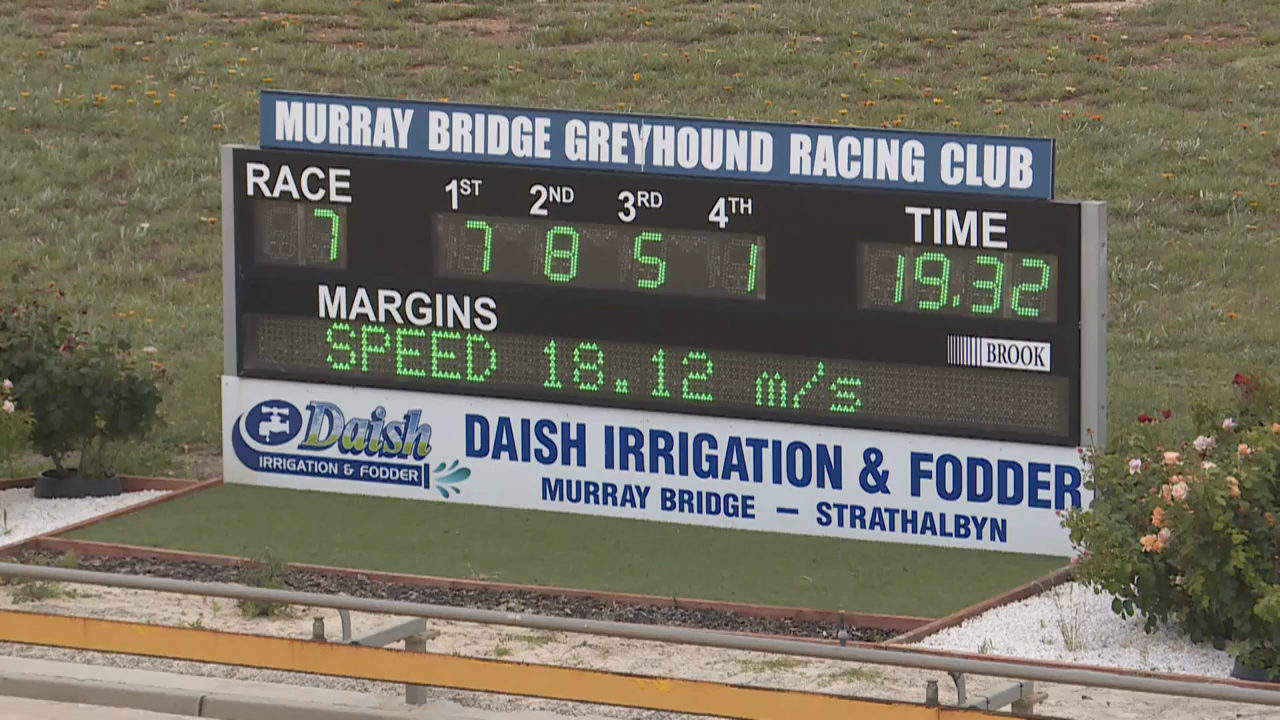 MURRAY BRIDGE GREYHOUND RACING CLUB
RACE 1ST 2ND 3RD 4TH TIME
7 7 8 5 1 19.32
MARGINS
BROOK
SPEED 18.12 m/s
Daish
IRRIGATION & FODDER
DAISH IRRIGATION & FODDER
MURRAY BRIDGE – STRATHALBYN